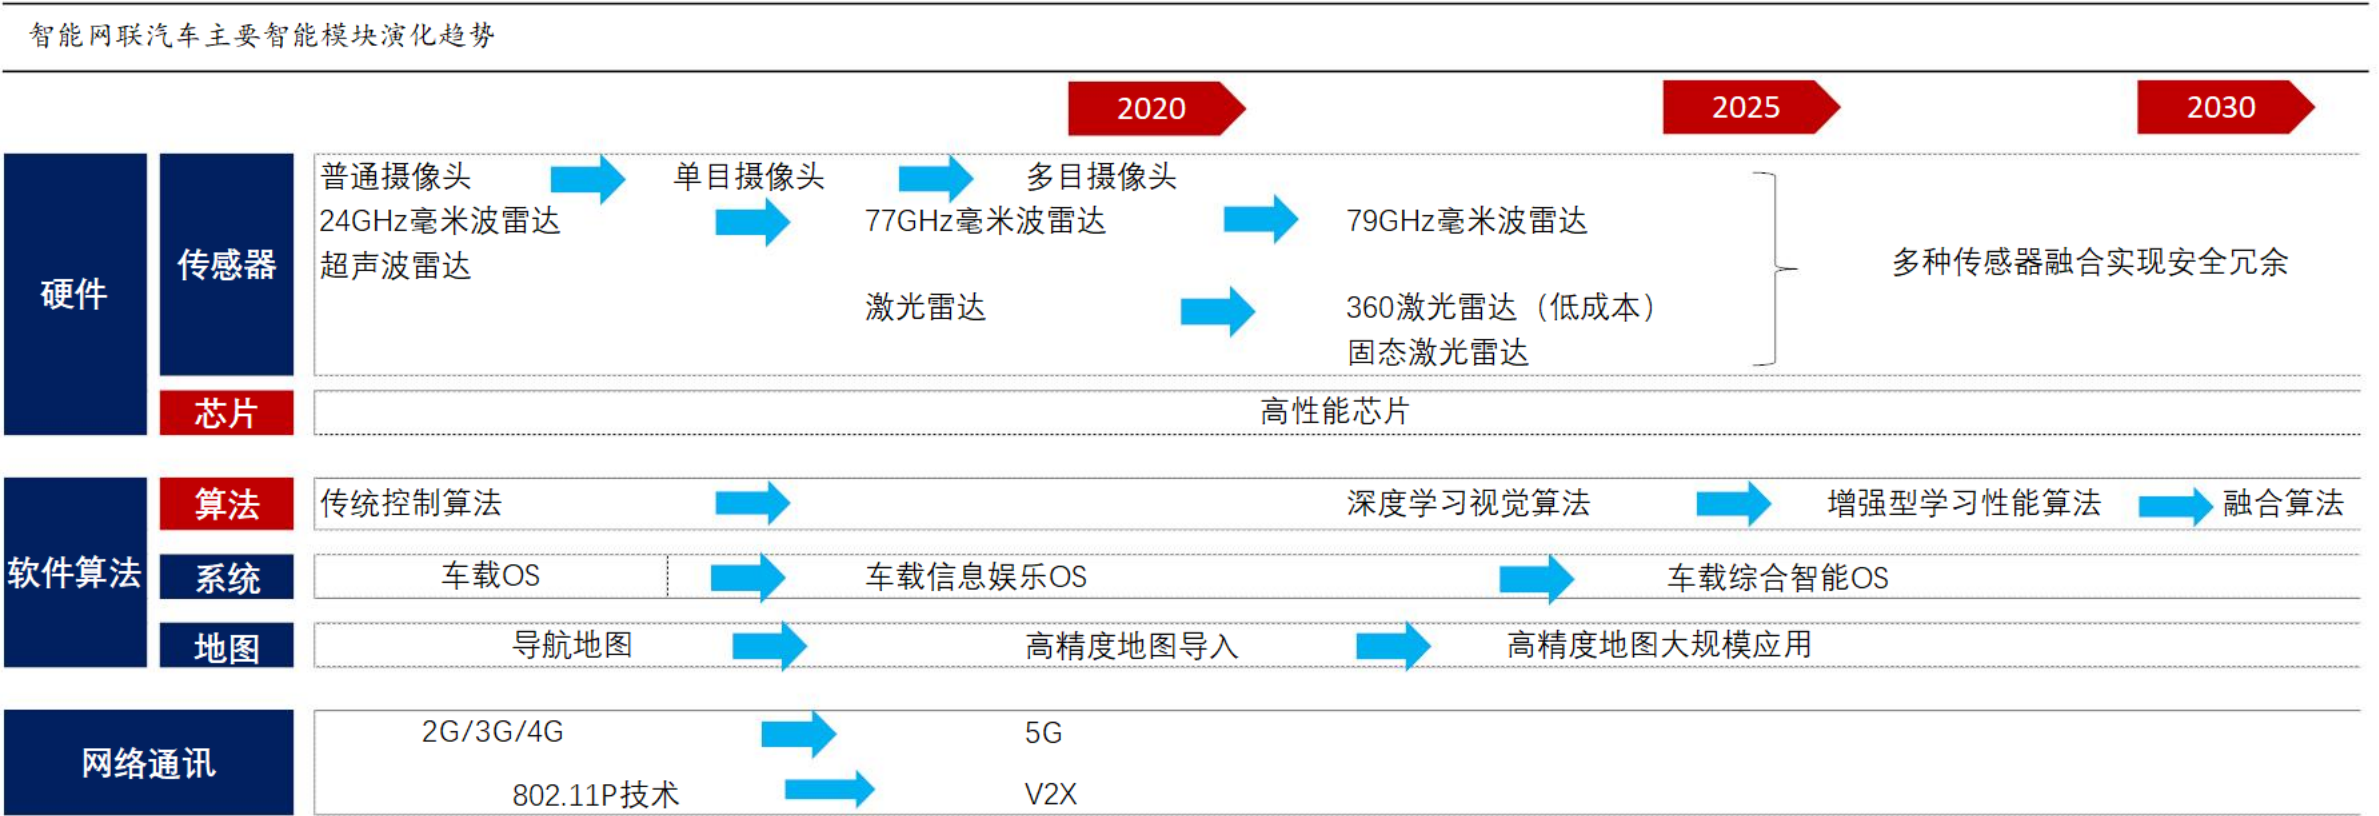 智能网联汽车主要智能模块演化趋势
2020 2025 2030
硬件
传感器
普通摄像头 单目摄像头 多目摄像头
24GHz毫米波雷达 77GHz毫米波雷达 79GHz毫米波雷达
超声波雷达
多种传感器融合实现安全冗余
激光雷达 360激光雷达（低成本）
固态激光雷达
芯片 高性能芯片
软件算法
算法 传统控制算法 深度学习视觉算法 增强型学习性能算法 融合算法
系统 车载OS 车载信息娱乐OS 车载综合智能OS
地图 导航地图 高精度地图导入 高精度地图大规模应用
网络通讯
2G/3G/4G 5G
802.11P技术 V2X